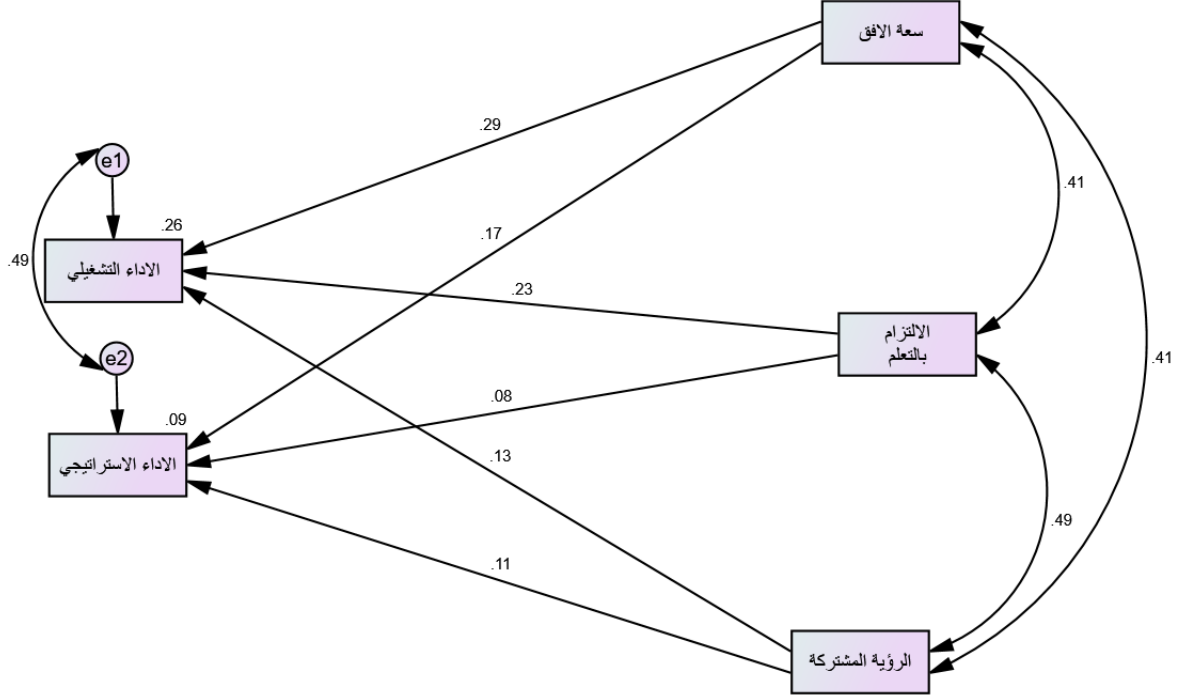 سعة الافق
.29
e1
.41
.26
.17
.49
الاداء التشغيلي
.23
الالتزام
بالتعلم
e2
.41
.08
.09
.13
الاداء الاستراتيجي
.49
.11
الرؤية المشتركة